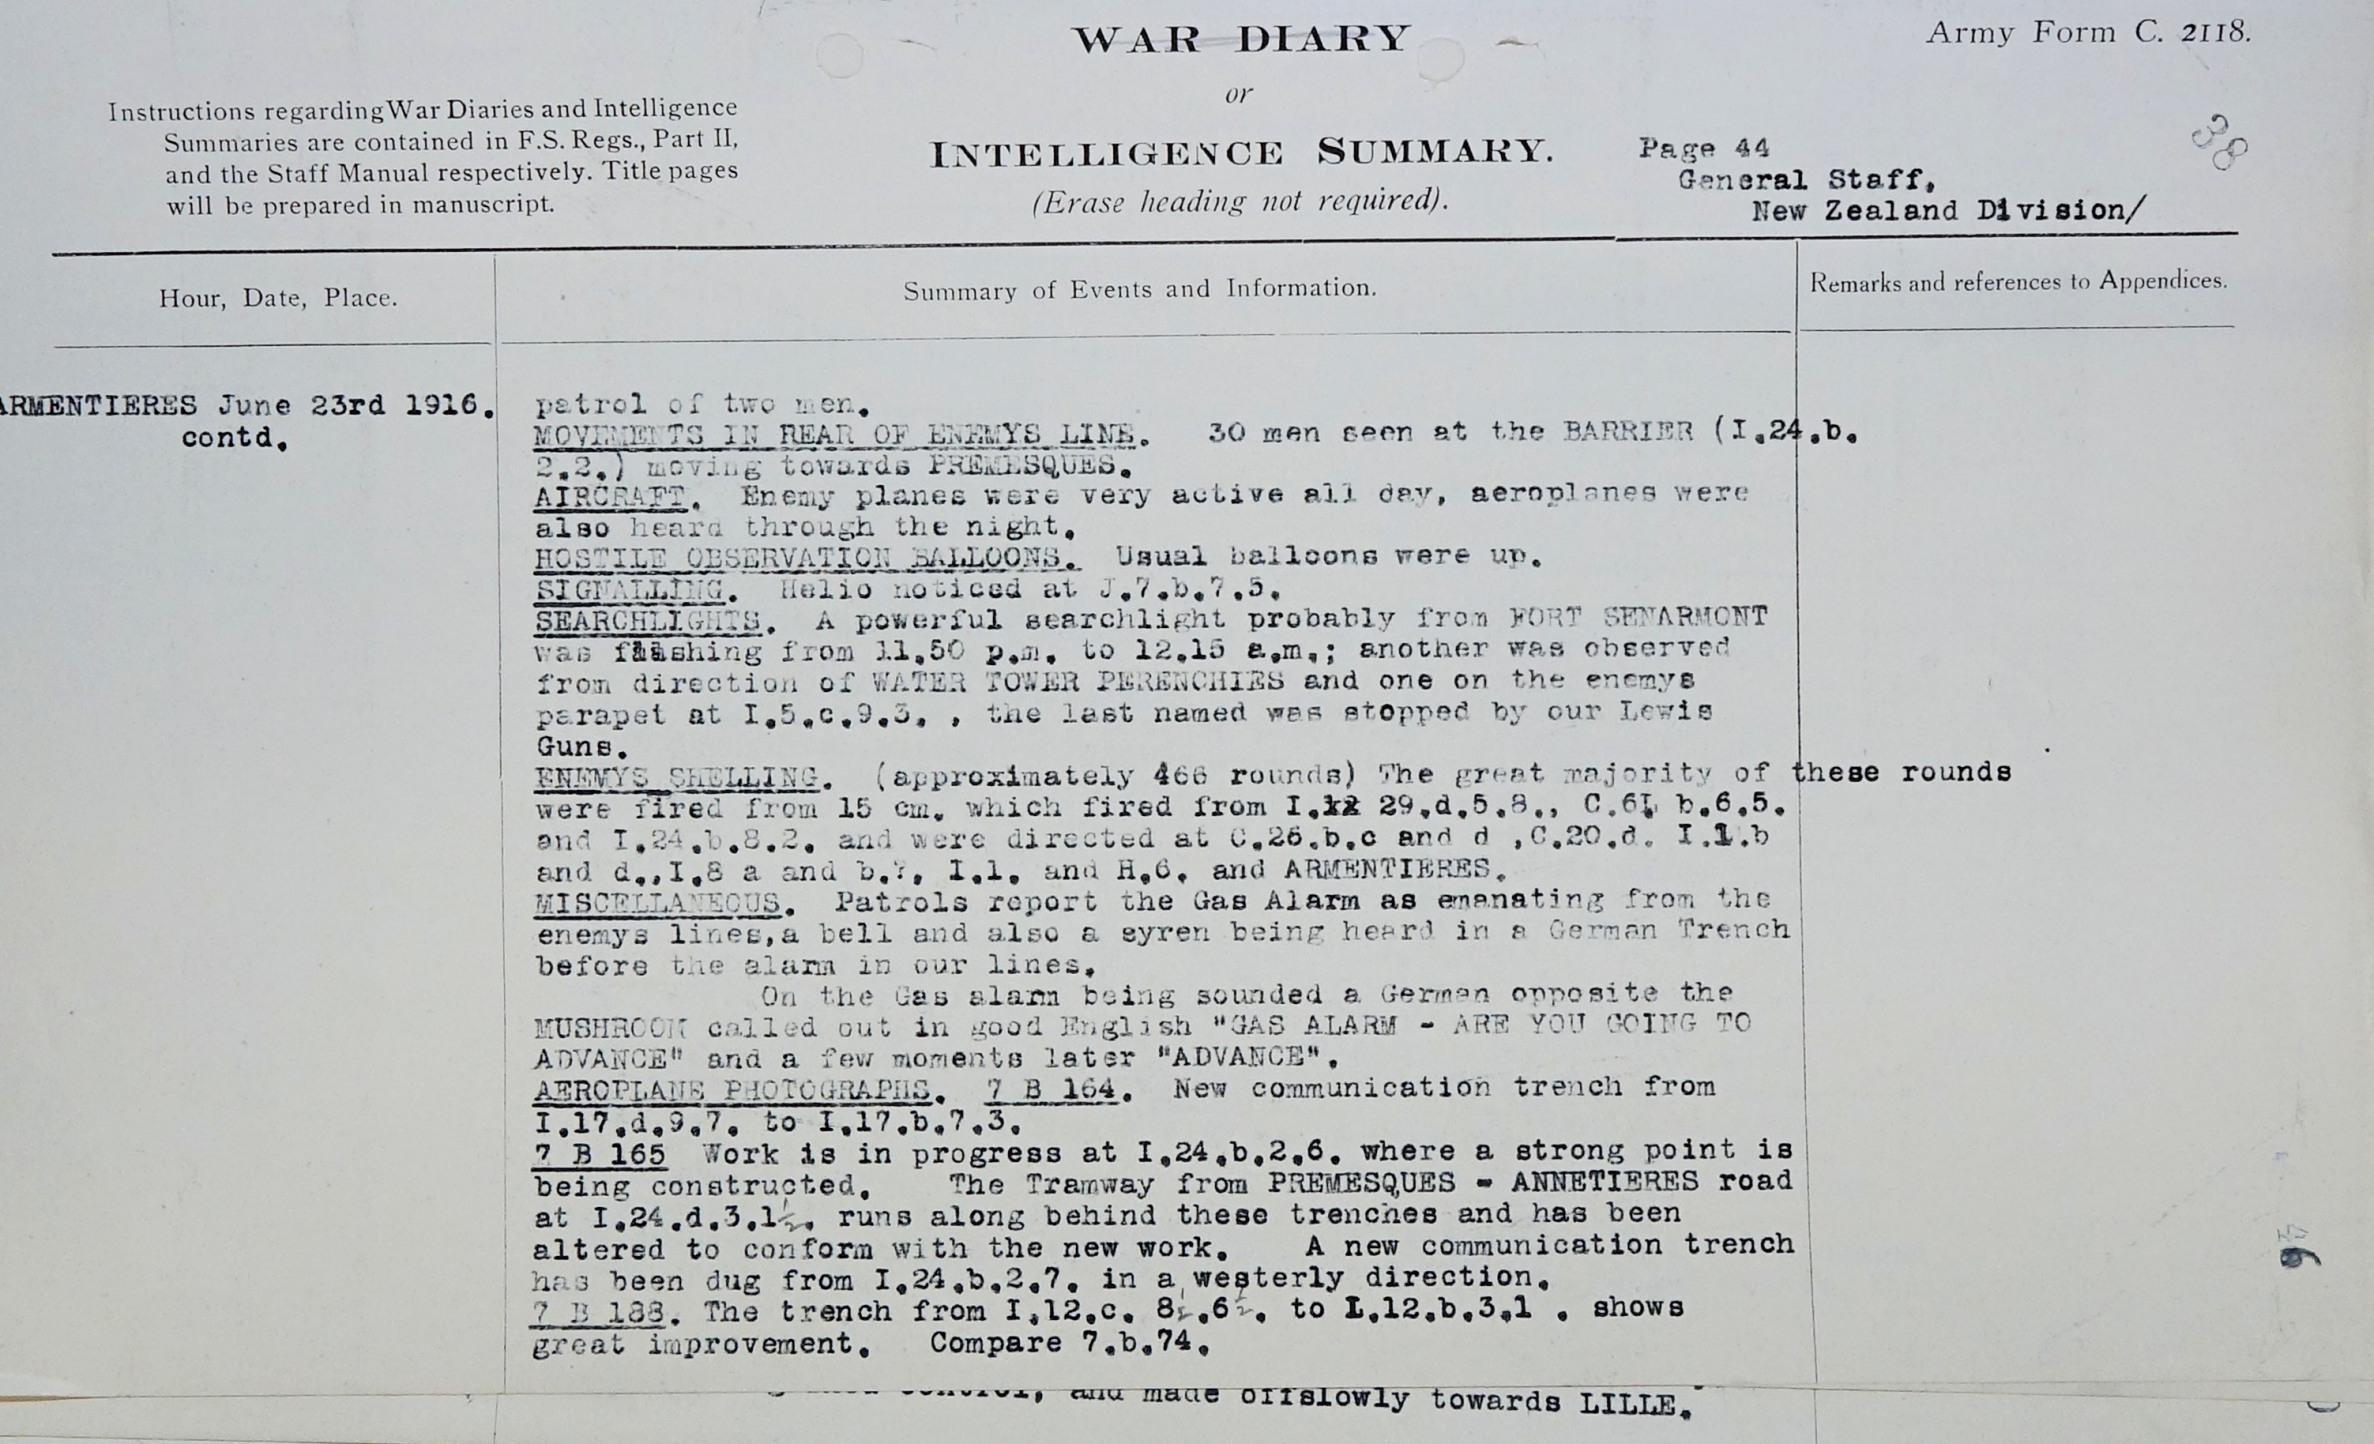 WAR DIARY
or
INTELLIGENCE SUMMARY.
(Erase heading not required).
Army Form C. 2118.
Instructions regarding War Diaries and Intelligence
Summaries are contained in F.S. Regs., Part II,
and the Staff Manual respectively. Title pages
will be prepared in manuscript.
Page 44
General Staff,
New Zealand Division/
38
Hour, Date, Place.
Summary of Events and Information.
Remarks and references to Appendices.
ARMENTIERES June 23rd 1916.
contd.
patrol of two men.
MOVEMENTS IN REAR OF ENEMYS LINE. 30 men seen at the BARRIER (I.24.b.
2.2.) moving towards PREMESQUES.
AIRCRAFT. Enemy planes were very active all day, aeroplanes were
also heard through the night.
HOSTILE OBSERVATION BALLOONS. Usual balloons were up.
SIGNALLING. Helio noticed at J.7.b.7.5.
SEARCHLIGHTS. A powerful searchlight probably from FORT SENARMONT
was flashing from 11.50 p.m. to 12.15 a.m.; another was observed
from direction of WATER TOWER PERENCHIES and one on the enemys
parapet at I.5.c.9.3. , the last named was stopped by our Lewis
Guns.
ENEMYS SHELLING. (approximately 466 rounds) The great majority of these rounds
were fired from 15 cm. which fired from I. 29.d.5.8., b.6.5.
and I.24.b.8.2. and were directed at C.26.b.c and d ,C.20.d. I.1.b
and d.,I.8 a and I.1. and H.6. and ARMENTIERES.
MISCELLANEOUS. Patrols report the Gas Alarm as emanating from the
enemys lines,a bell and also a syren being heard in a German Trench
before the alarm in our lines.
On the Gas alarm being sounded a German opposite the
MUSHROOM called out in good English "GAS ALARM - ARE YOU GOING TO
ADVANCE" and a few moments later "ADVANCE".
AEROPLANE PHOTOGRAPHS. 7 B 164. New communication trench from
I.17.d.9.7. to I.17.b.7.3.
7 B 165 Work is in progress at I.24.b.2.6. where a strong point is
being constructed. The Tramway from PREMESQUES - ANNETIERES road
at I.24.d.3.1½. runs along behind these trenches and has been
altered to conform with the new work. A new communication trench
has been dug from I.24.b.2.7. in a westerly direction.
7 B 188. The trench from I.12.c. 8½.6½. to I.12.b.3.1 . shows
great improvement. Compare 7.b.74.
and made offslowly towards LILLE.